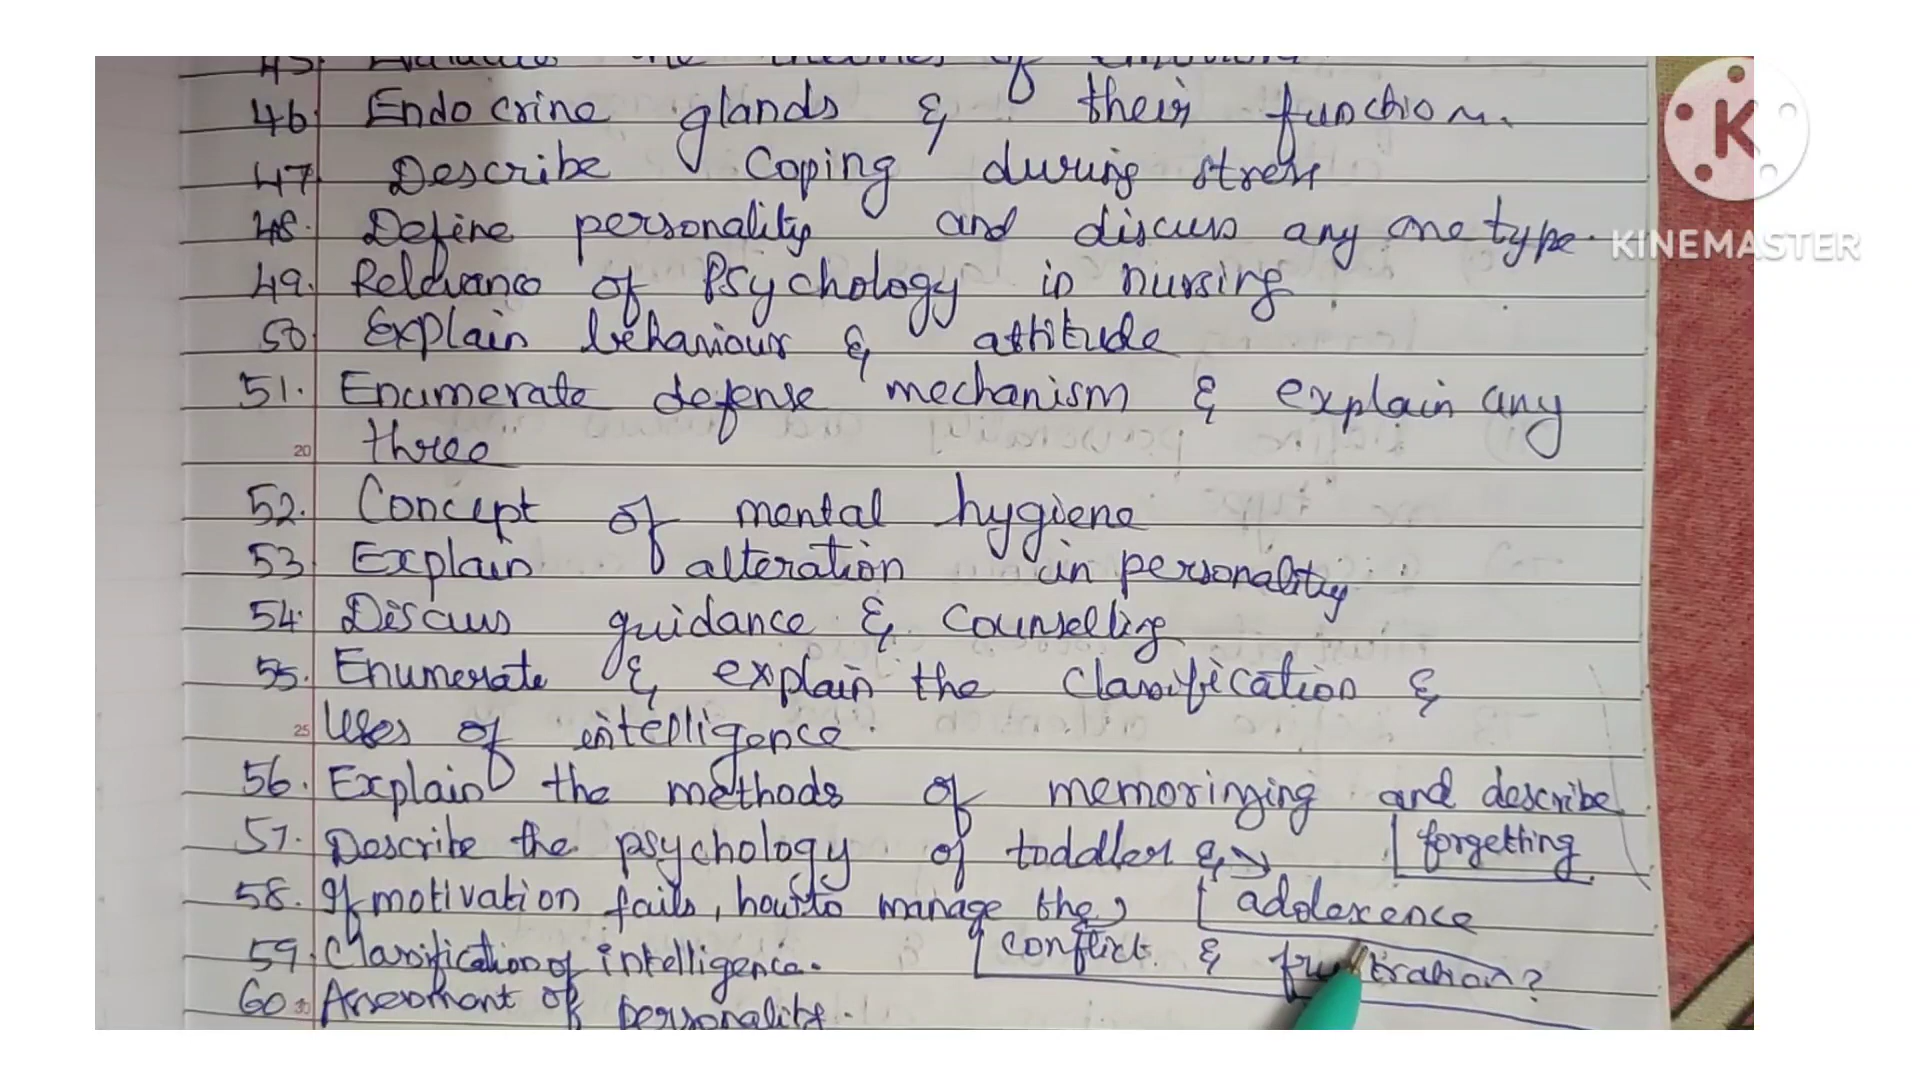 45.
46. Endocrine glands & their function.
47. Describe Coping during stress
48. Define personality and discuss any one type.
49. Relevance of Psychology in nursing
50. Explain behaviour & attitude
51. Enumerate defense mechanism & explain any
20 three
52. Concept of mental hygiene
53. Explain alteration in personality
54. Discuss guidance & Counselling
55. Enumerate & explain the classification &
25 Uses of intelligence.
56. Explain the methods of memorizing and describe
forgetting
57. Describe the psychology of toddler &
adolescence
58. If motivation fails, how to manage the
conflict & frustration?
59. Classification of intelligence.
60. Assessment of personality.
K
KINEMASTER